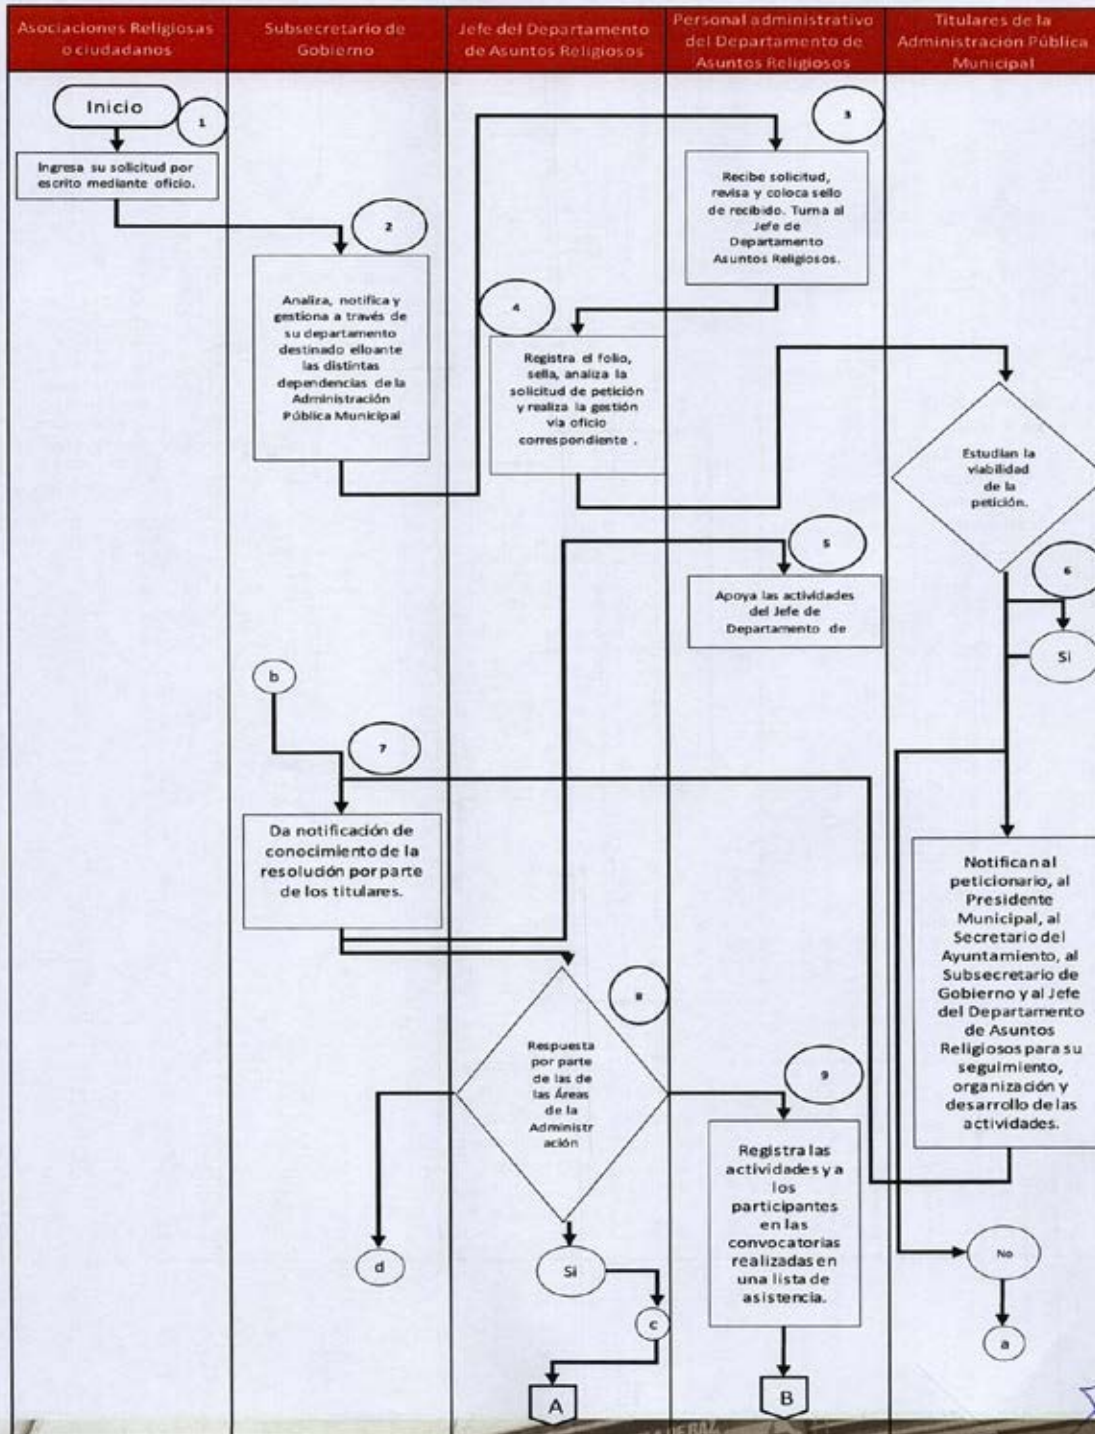 Asociaciones Religiosas
o ciudadanos
Subsecretario de
Gobierno
Jefe del Departamento
de Asuntos Religiosos
Personal administrativo
del Departamento de
Asuntos Religiosos
Titulares de la
Administración Pública
Municipal
Inicio
1
Ingresa su solicitud por
escrito mediante oficio.
2
Analiza, notifica y
gestiona a través de
su departamento
destinado elloante
las distintas
dependencias de la
Administración
Pública Municipal
3
Recibe solicitud,
revisa y coloca sello
de recibido. Turna al
Jefe de
Departamento
Asuntos Religiosos.
4
Registra el folio,
sella, analiza la
solicitud de petición
y realiza la gestión
vía oficio
correspondiente .
Estudian la
viabilidad
de la
petición.
5
Apoya las actividades
del Jefe de
Departamento de
6
Si
b
7
Da notificación de
conocimiento de la
resolución por parte
de los titulares.
Notifican al
peticionario, al
Presidente
Municipal, al
Secretario del
Ayuntamiento, al
Subsecretario de
Gobierno y al Jefe
del Departamento
de Asuntos
Religiosos para su
seguimiento,
organización y
desarrollo de las
actividades.
8
Respuesta
por parte
de las de
las Áreas
de la
Administr
ación
9
Registra las
actividades y a
los
participantes
en las
convocatorias
realizadas en
una lista de
asistencia.
d
Si
c
No
a
A
B